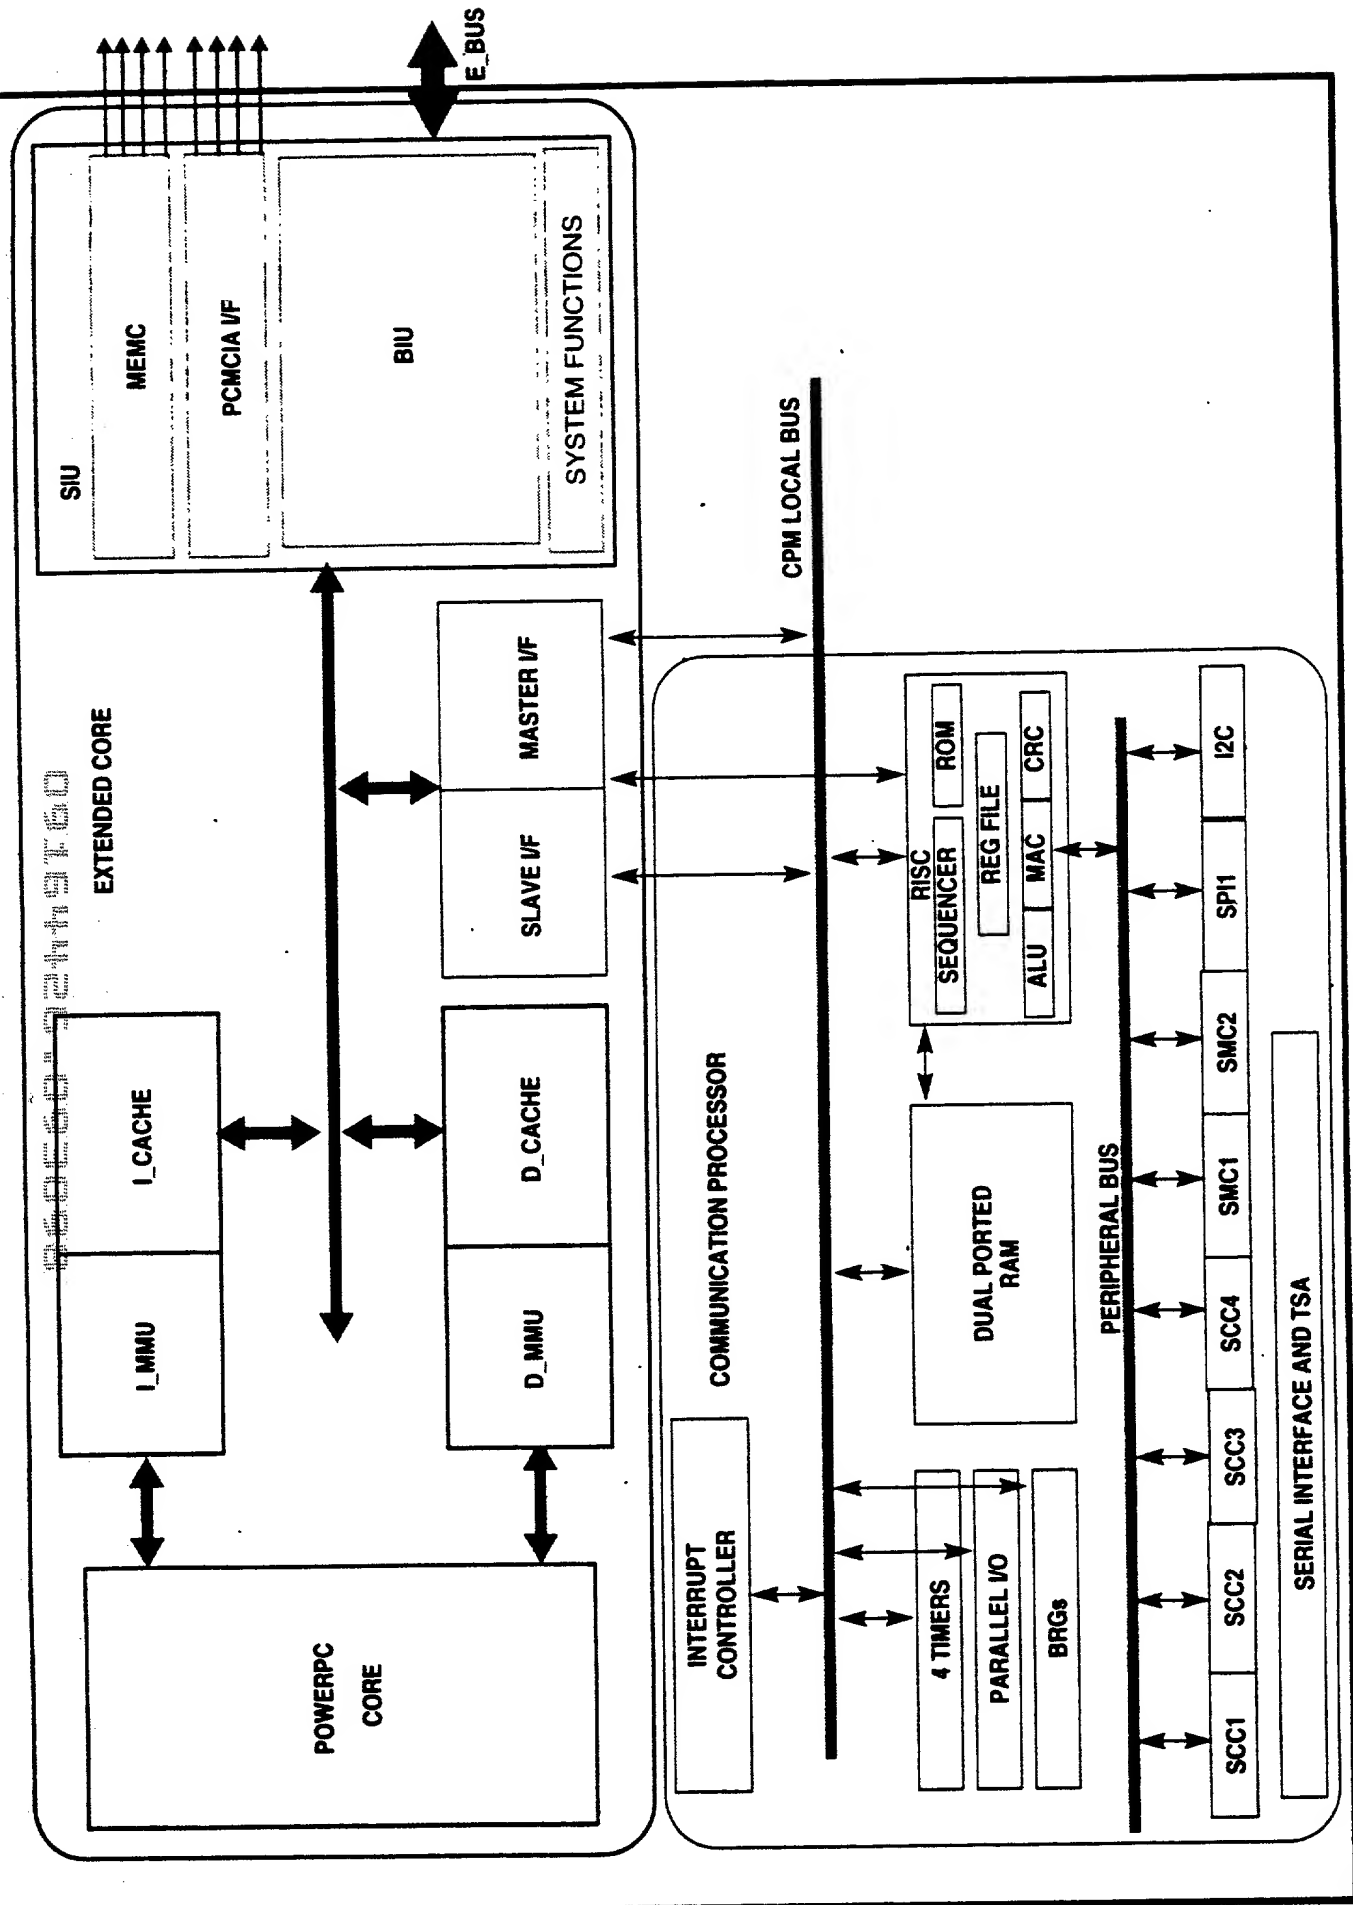 EXTENDED CORE
SIU
I_MMU
I_CACHE
MEMC
PCMCIA I/F
POWERPC
CORE
BIU
E_BUS
D_MMU
D_CACHE
SLAVE I/F
MASTER I/F
SYSTEM FUNCTIONS
INTERRUPT
CONTROLLER
COMMUNICATION PROCESSOR
CPM LOCAL BUS
4 TIMERS
PARALLEL I/O
BRGs
DUAL PORTED
RAM
RISC
SEQUENCER
ROM
REG FILE
ALU
MAC
CRC
PERIPHERAL BUS
SCC1
SCC2
SCC3
SCC4
SMC1
SMC2
SPI1
I2C
SERIAL INTERFACE AND TSA